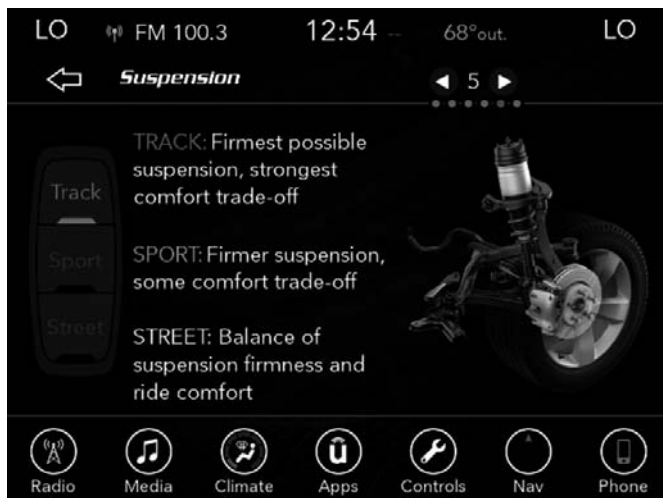 LO FM 100.3 12:54 -- 68°out. LO
Suspension 5
TRACK: Firmest possible
suspension, strongest
comfort trade-off
Track
SPORT: Firmer suspension,
some comfort trade-off
Sport
STREET: Balance of
suspension firmness and
ride comfort
Street
Radio Media Climate Apps Controls Nav Phone